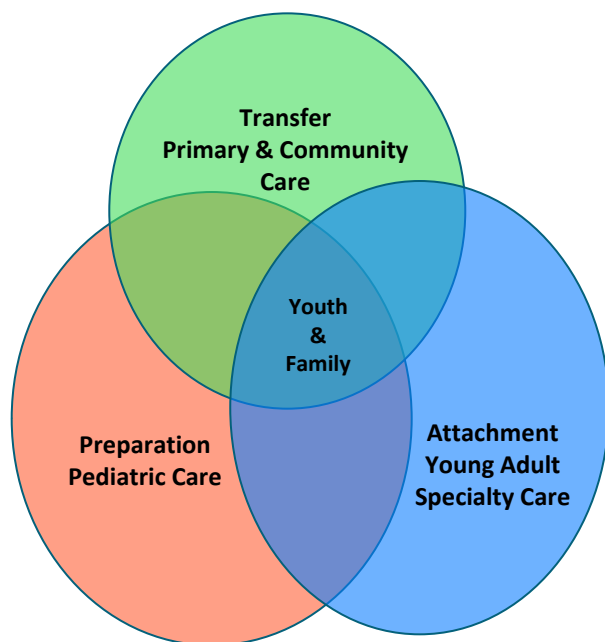 Transfer
Primary & Community
Care
Youth
&
Family
Preparation
Pediatric Care
Attachment
Young Adult
Specialty Care